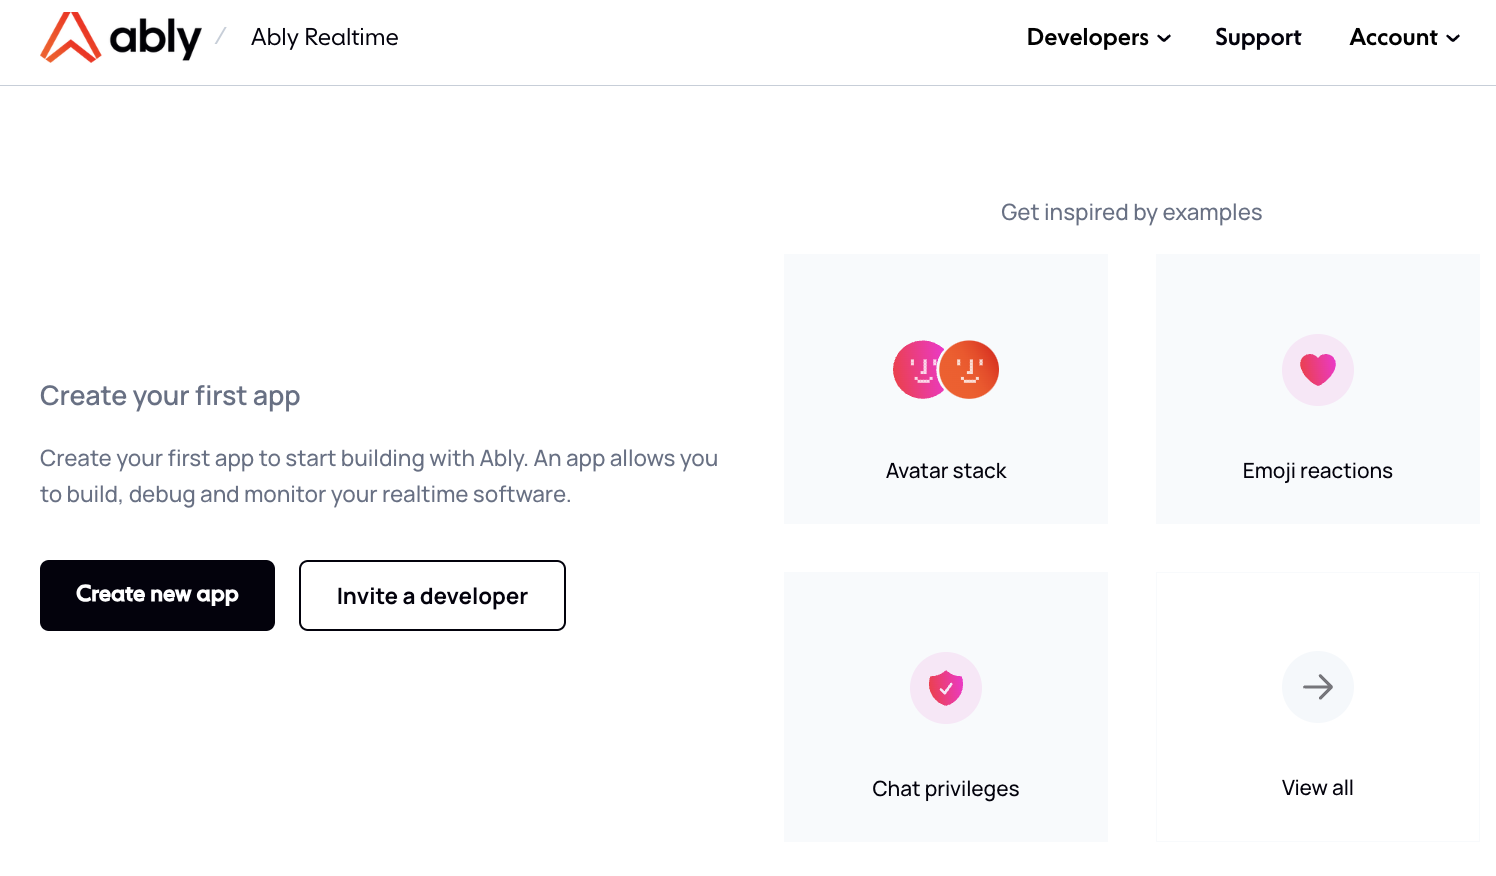 ably / Ably Realtime
Developers Support Account
Get inspired by examples
Avatar stack
Emoji reactions
Create your first app
Create your first app to start building with Ably. An app allows you
to build, debug and monitor your realtime software.
Create new app
Invite a developer
Chat privileges
View all